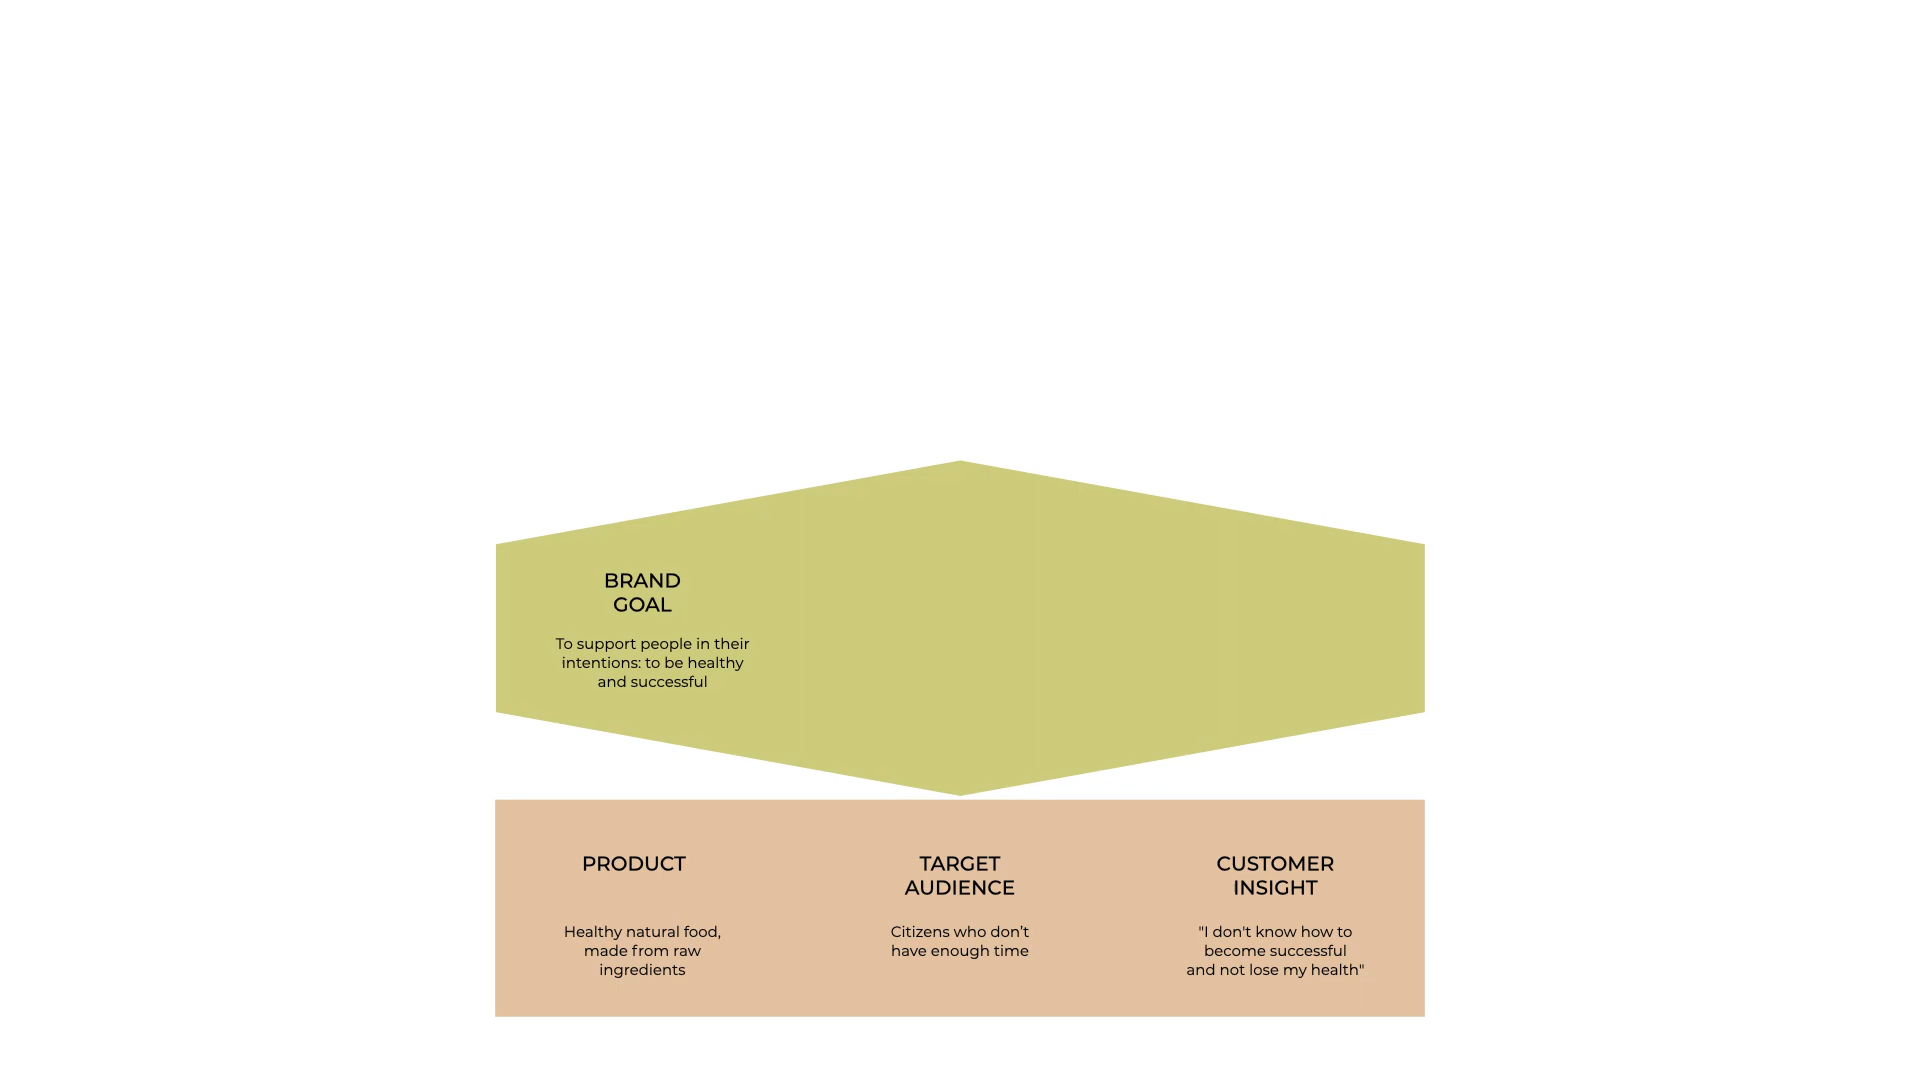 BRAND
GOAL
To support people in their
intentions: to be healthy
and successful
PRODUCT
Healthy natural food,
made from raw
ingredients
TARGET
AUDIENCE
Citizens who don’t
have enough time
CUSTOMER
INSIGHT
"I don't know how to
become successful
and not lose my health"